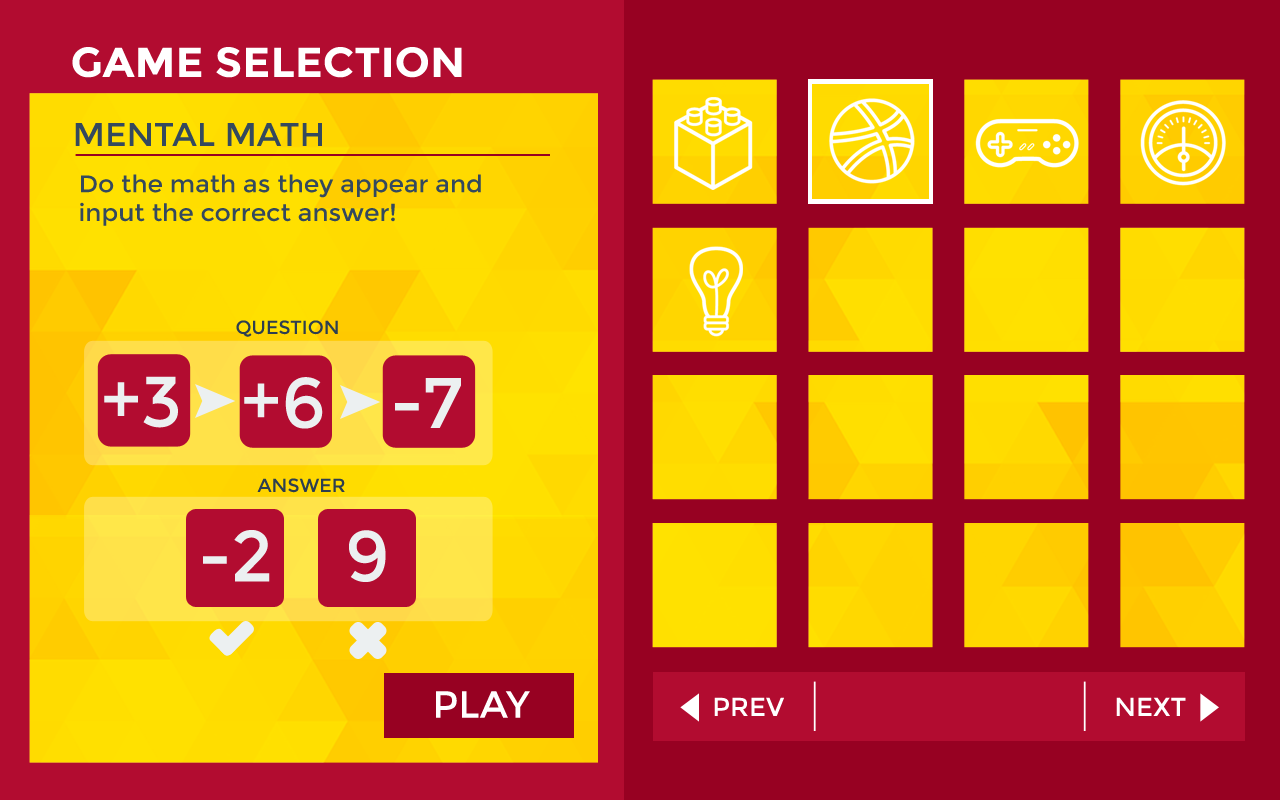 GAME SELECTION
MENTAL MATH
Do the math as they appear and
input the correct answer!
QUESTION
+3 +6 -7
ANSWER
-2 9
PLAY
PREV NEXT